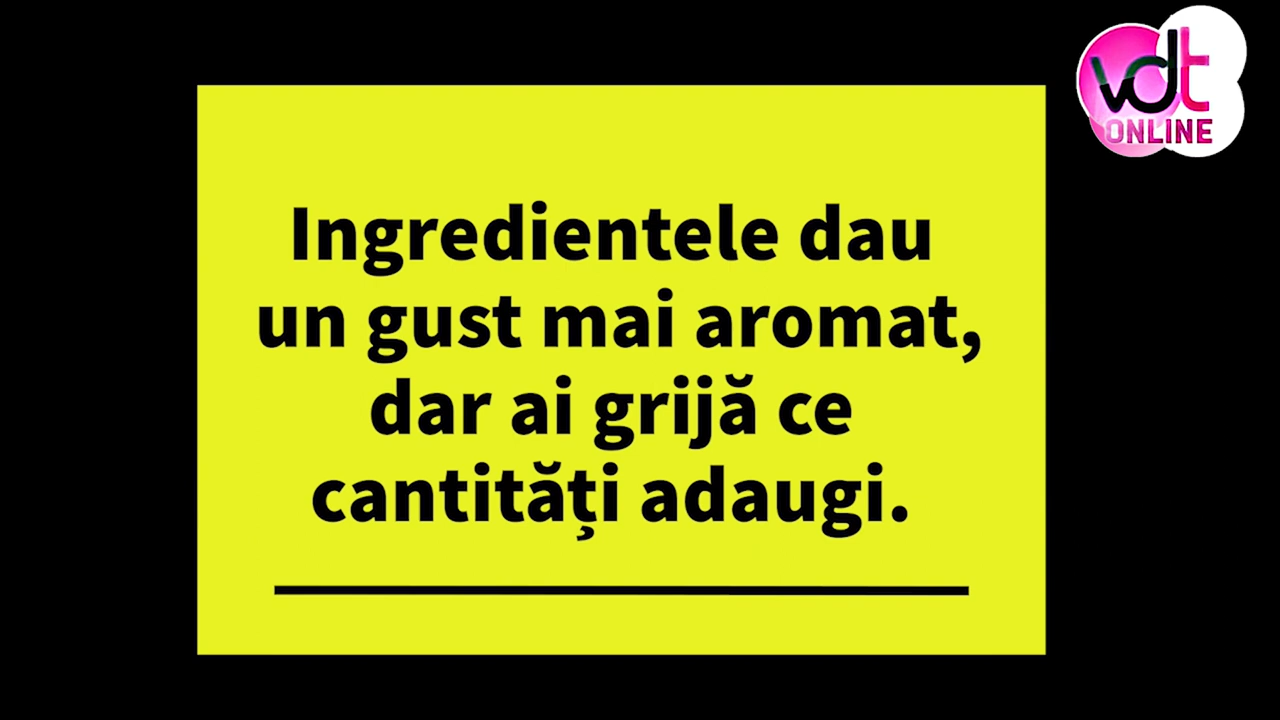 vdt
ONLINE
Ingredientele dau
un gust mai aromat,
dar ai grijă ce
cantități adaugi.